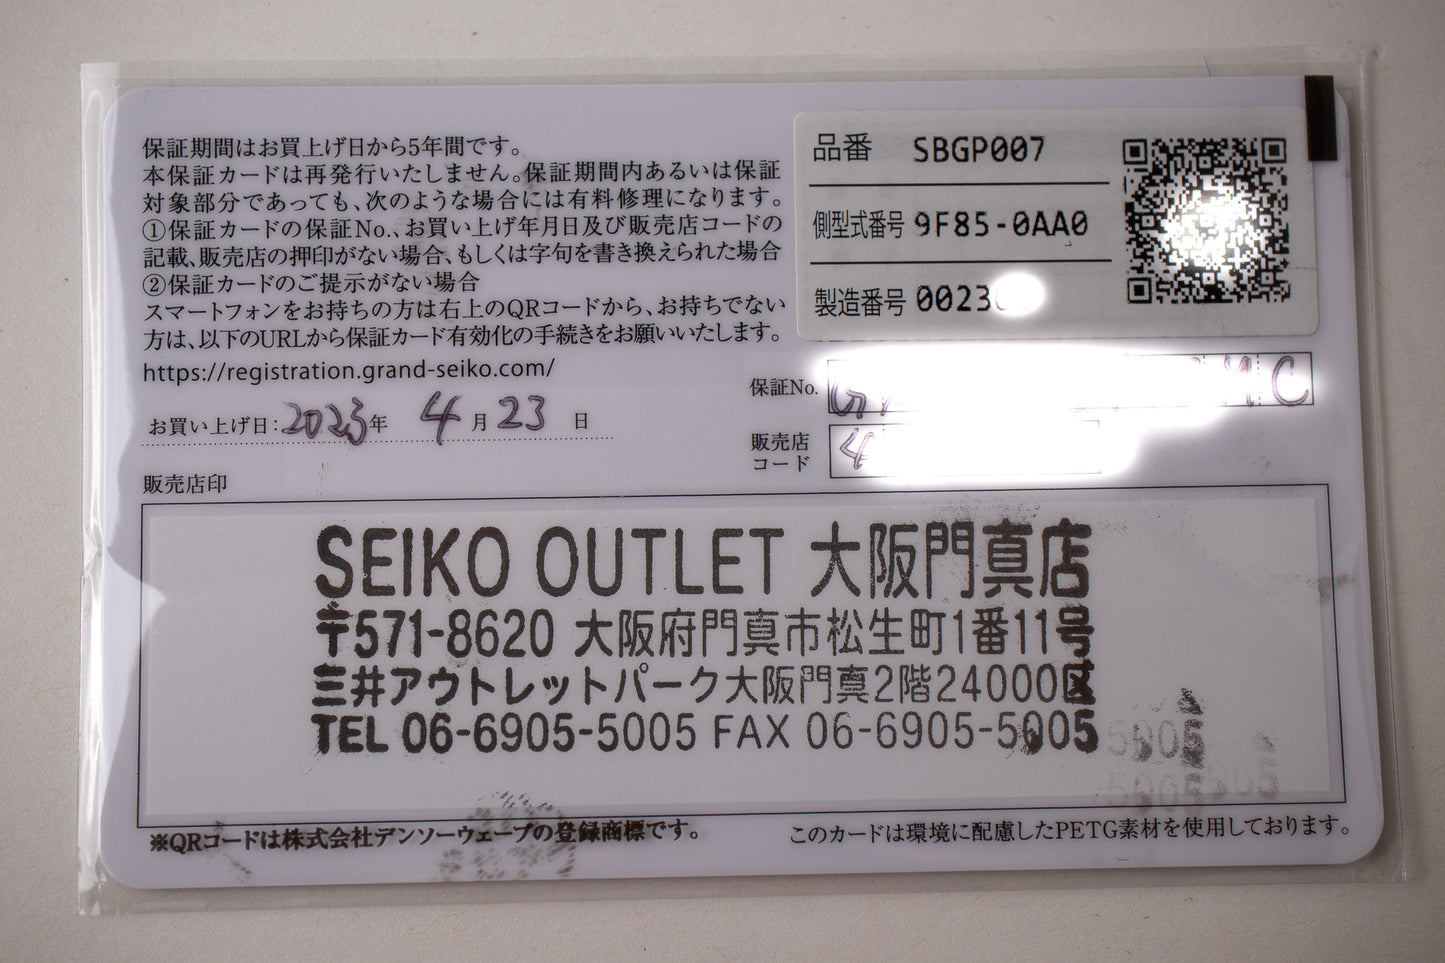 保証期間はお買上げ日から5年間です。
本保証カードは再発行いたしません。保証期間内あるいは保証
対象部分であっても、次のような場合には有料修理になります。
①保証カードの保証No.、お買い上げ年月日及び販売店コードの
記載、販売店の押印がない場合、もしくは字句を書き換えられた場合
②保証カードのご提示がない場合
スマートフォンをお持ちの方は右上のQRコードから、お持ちでない
方は、以下のURLから保証カード有効化の手続きをお願いいたします。
https://registration.grand-seiko.com/
お買い上げ日：2023年 4月23日
品番 SBGP007
側型式番号 9F85-0AA0
製造番号 0023
保証No. G M C
販売店
コード 4
販売店印
SEIKO OUTLET 大阪門真店
〒571-8620 大阪府門真市松生町1番11号
三井アウトレットパーク大阪門真2階24000区
TEL 06-6905-5005 FAX 06-6905-5005
※QRコードは株式会社デンソーウェーブの登録商標です。
このカードは環境に配慮したPETG素材を使用しております。